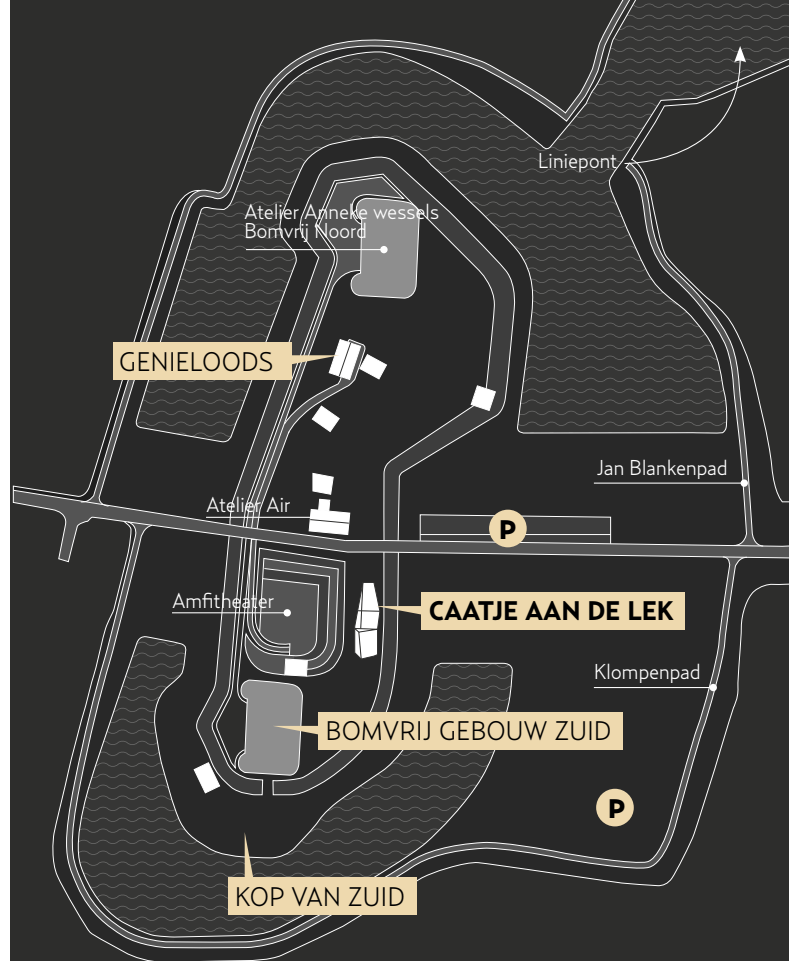 Liniepont
Atelier Anneke wessels
Bomvrij Noord
GENIELOODS
Jan Blankenpad
Atelier Air
P
Amfitheater
CAATJE AAN DE LEK
Klompenpad
BOMVRIJ GEBOUW ZUID
P
KOP VAN ZUID